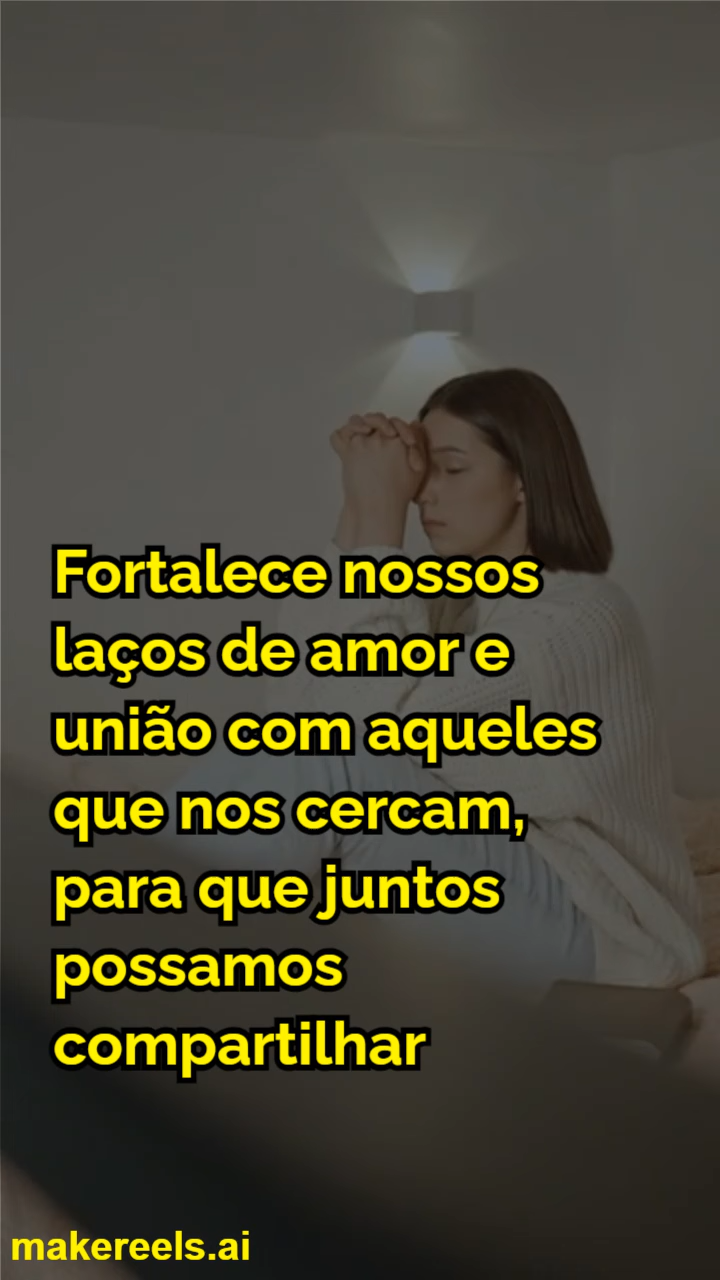 Fortalece nossos
laços de amor e
união com aqueles
que nos cercam,
para que juntos
possamos
compartilhar
makereels.ai